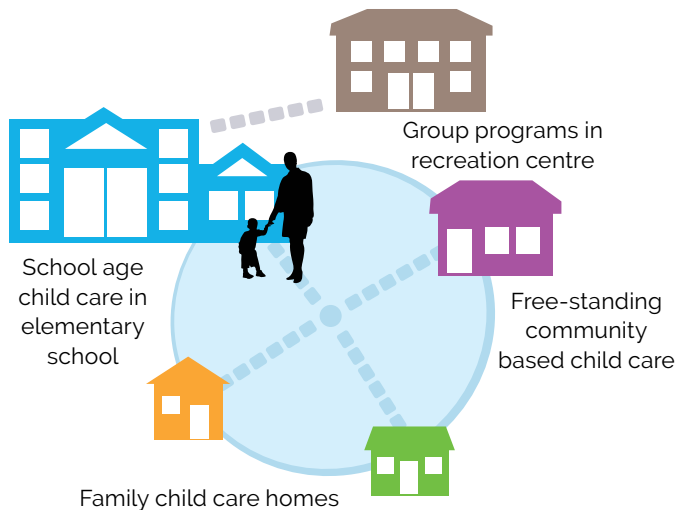 Group programs in
recreation centre
School age
child care in
elementary
school
Free-standing
community
based child care
Family child care homes